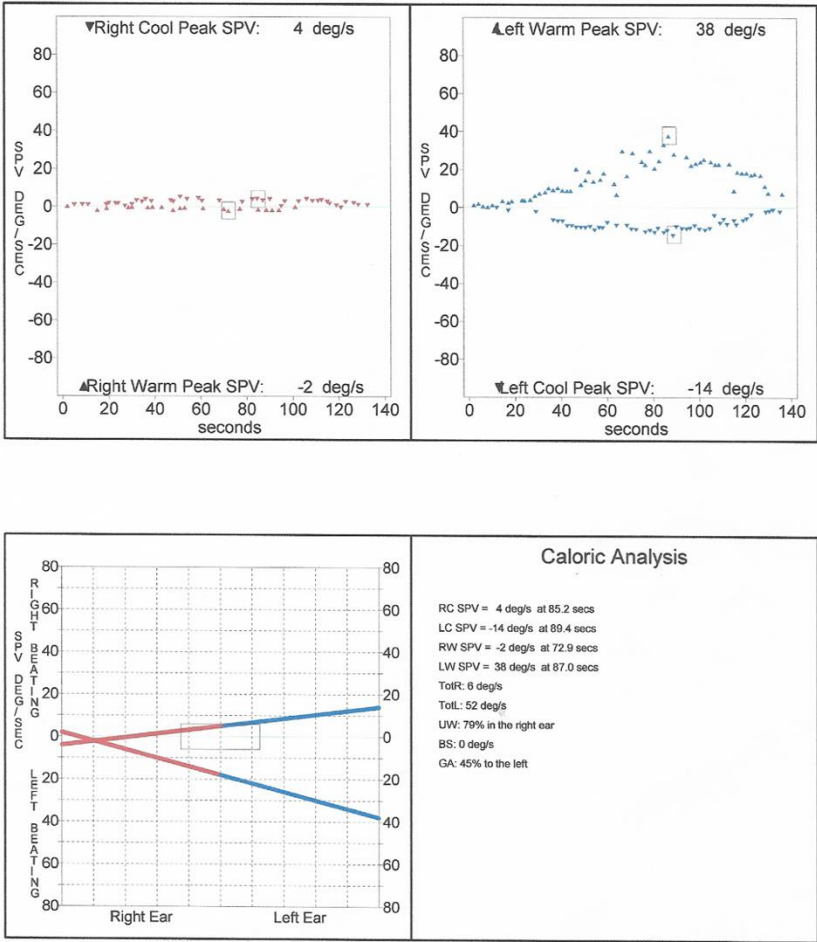 ▼Right Cool Peak SPV: 4 deg/s
80
60
40
20
0
-20
-40
-60
-80
SPV DEG/SEC
▲Right Warm Peak SPV: -2 deg/s
0 20 40 60 80 100 120 140
seconds
▲Left Warm Peak SPV: 38 deg/s
80
60
40
20
0
-20
-40
-60
-80
SPV DEG/SEC
▼Left Cool Peak SPV: -14 deg/s
0 20 40 60 80 100 120 140
seconds
80
60
40
20
0
20
40
60
80
SPV DEG/SEC
RIGHT BEATING
LEFT BEATING
80
60
40
20
0
20
40
60
80
Right Ear Left Ear
Caloric Analysis
RC SPV = 4 deg/s at 85.2 secs
LC SPV = -14 deg/s at 89.4 secs
RW SPV = -2 deg/s at 72.9 secs
LW SPV = 38 deg/s at 87.0 secs
TotR: 6 deg/s
TotL: 52 deg/s
UW: 79% in the right ear
BS: 0 deg/s
GA: 45% to the left